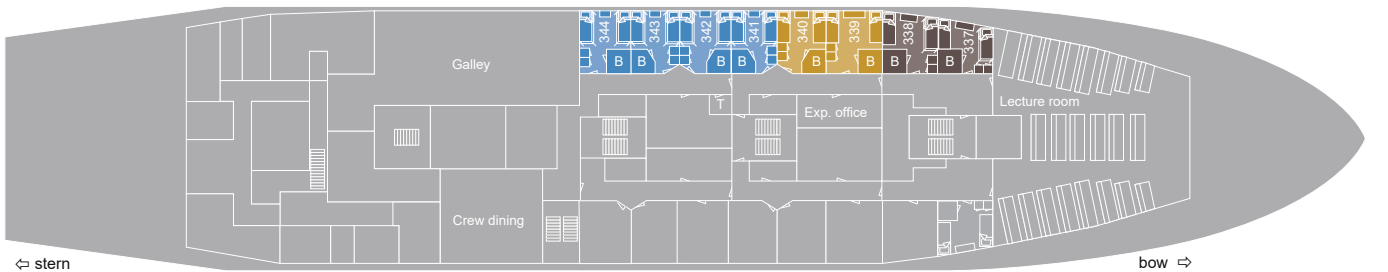 344 343 342 341 340 339 338 337
B B B B B B B B
Galley
T
Exp. office
Lecture room
Crew dining
⇦ stern
bow ⇨